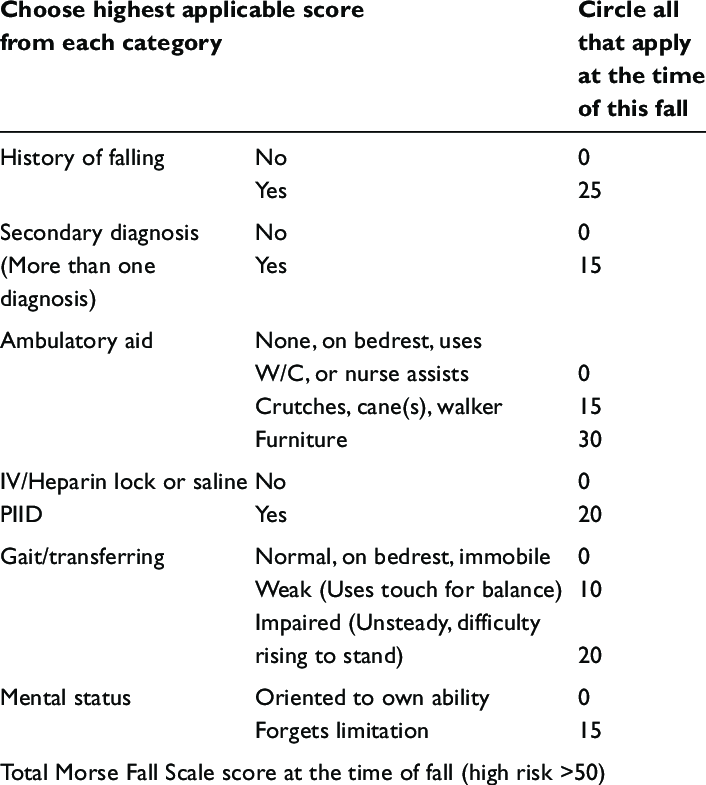 Choose highest applicable score Circle all
from each category that apply
at the time
of this fall
History of falling No 0
Yes 25
Secondary diagnosis No 0
(More than one Yes 15
diagnosis)
Ambulatory aid None, on bedrest, uses
W/C, or nurse assists 0
Crutches, cane(s), walker 15
Furniture 30
IV/Heparin lock or saline No 0
PIID Yes 20
Gait/transferring Normal, on bedrest, immobile 0
Weak (Uses touch for balance) 10
Impaired (Unsteady, difficulty
rising to stand) 20
Mental status Oriented to own ability 0
Forgets limitation 15
Total Morse Fall Scale score at the time of fall (high risk >50)